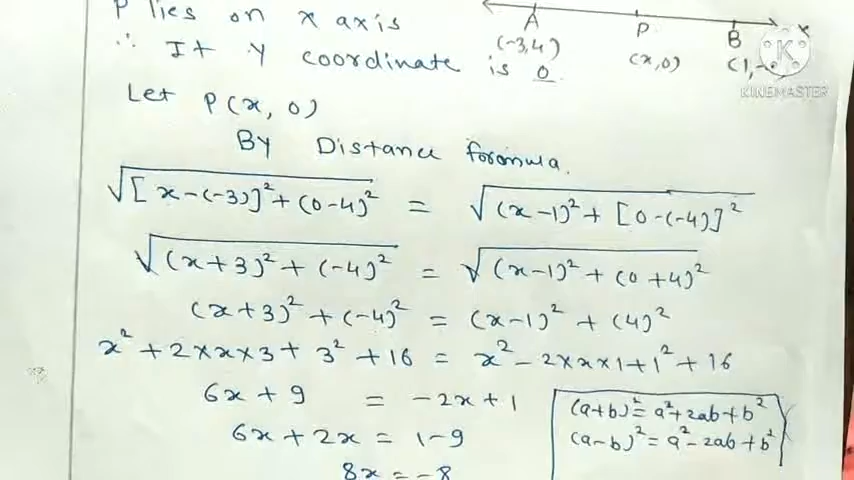 P lies on x axis
∴ It Y coordinate is 0.
A P B X
(-3,4) (x,0) (1,-
KINEMASTER
Let P(x, 0)
By Distance formula.
√([x-(-3)]²+(0-4)²) = √((x-1)²+[0-(-4)]²)
√((x+3)²+(-4)²) = √((x-1)²+(0+4)²)
(x+3)²+(-4)² = (x-1)²+(4)²
x²+2×x×3+3²+16 = x²-2×x×1+1²+16
6x+9 = -2x+1
6x+2x = 1-9
8x = -8
(a+b)²=a²+2ab+b²
(a-b)²=a²-2ab+b²